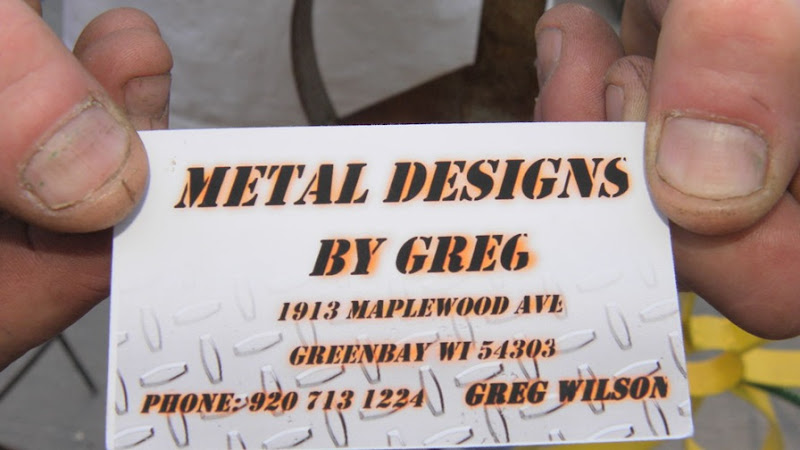 METAL DESIGNS
BY GREG
1913 MAPLEWOOD AVE
GREENBAY WI 54303
PHONE: 920 713 1224 GREG WILSON